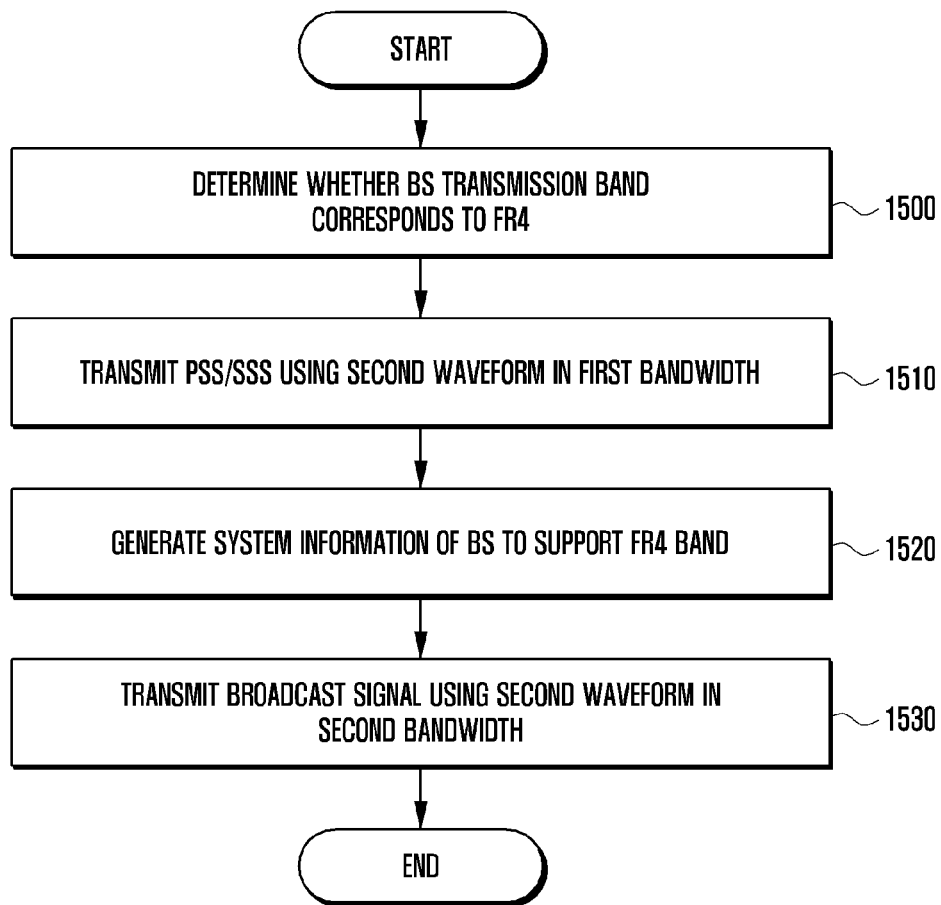 START
DETERMINE WHETHER BS TRANSMISSION BAND
CORRESPONDS TO FR4
1500
TRANSMIT PSS/SSS USING SECOND WAVEFORM IN FIRST BANDWIDTH
1510
GENERATE SYSTEM INFORMATION OF BS TO SUPPORT FR4 BAND
1520
TRANSMIT BROADCAST SIGNAL USING SECOND WAVEFORM IN
SECOND BANDWIDTH
1530
END